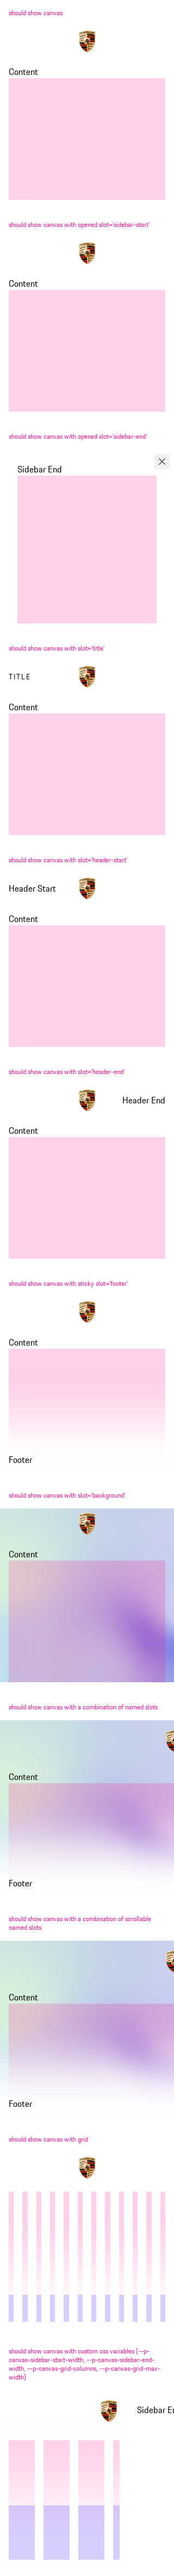 should show canvas
Content
should show canvas with opened slot='sidebar-start'
Content
should show canvas with opened slot='sidebar-end'
Sidebar End
should show canvas with slot='title'
TITLE
Content
should show canvas with slot='header-start'
Header Start
Content
should show canvas with slot='header-end'
Header End
Content
should show canvas with sticky slot='footer'
Content
Footer
should show canvas with slot='background'
Content
should show canvas with a combination of named slots
Content
Footer
should show canvas with a combination of scrollable
named slots
Content
Footer
should show canvas with grid
should show canvas with custom css variables (--p-
canvas-sidebar-start-width, --p-canvas-sidebar-end-
width, --p-canvas-grid-columns, --p-canvas-grid-max-
width)
Sidebar En